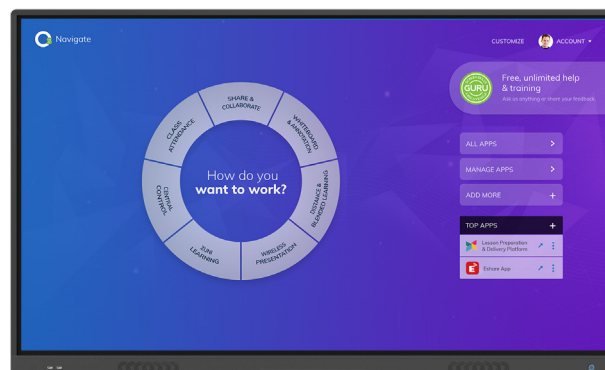 Navigate
CUSTOMIZE
ACCOUNT
GURU
Free, unlimited help
& training
Ask us anything or share your feedback.
SHARE &
COLLABORATE
WHITEBOARD
& ANNOTATION
DISTANCE &
BLENDED LEARNING
WIRELESS
PRESENTATION
2UNI
LEARNING
CENTRAL
CONTROL
CLASS
ATTENDANCE
How do you
want to work?
ALL APPS
MANAGE APPS
ADD MORE
TOP APPS
Lesson Preparation
& Delivery Platform
Eshare App